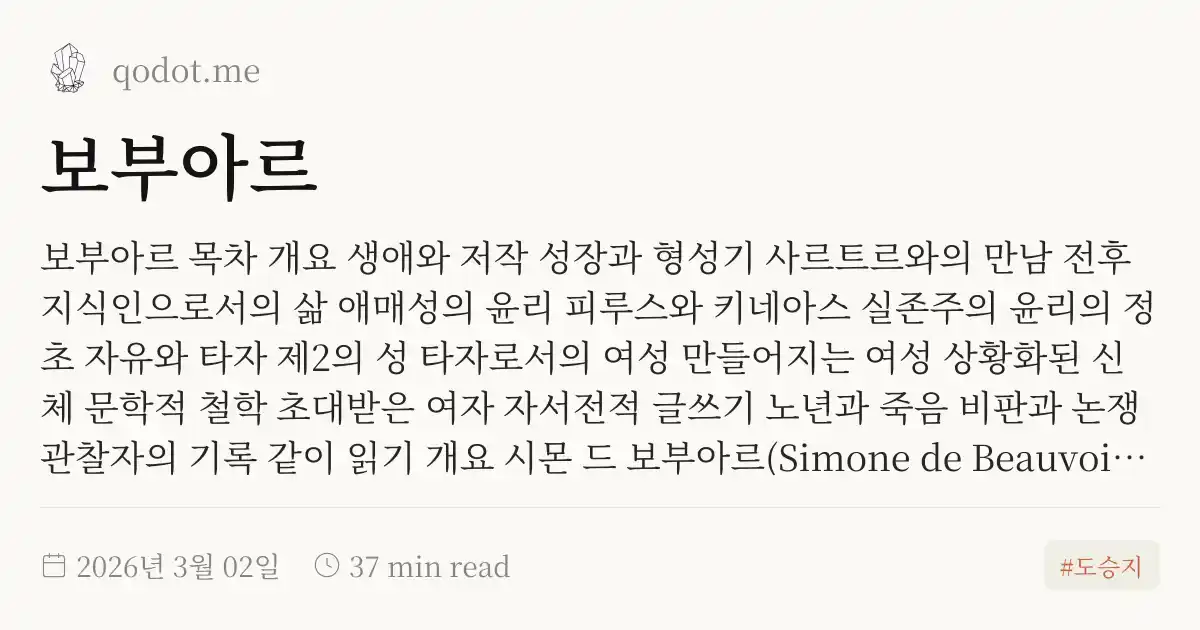 qodot.me
보부아르
보부아르 목차 개요 생애와 저작 성장과 형성기 사르트르와의 만남 전후
지식인으로서의 삶 애매성의 윤리 피루스와 키네아스 실존주의 윤리의 정
초 자유와 타자 제2의 성 타자로서의 여성 만들어지는 여성 상황화된 신
체 문학적 철학 초대받은 여자 자서전적 글쓰기 노년과 죽음 비판과 논쟁
관찰자의 기록 같이 읽기 개요 시몬 드 보부아르(Simone de Beauvoi…
2026년 3월 02일 37 min read
#도승지